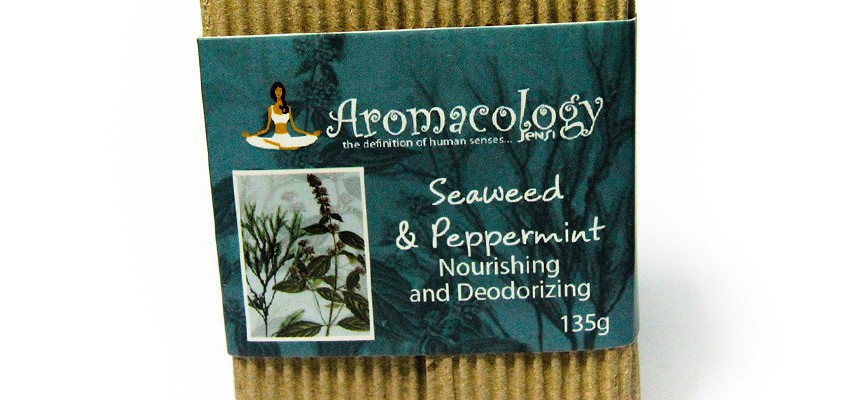 Aromacology
Sensi
the definition of human senses...
Seaweed
& Peppermint
Nourishing
and Deodorizing
135g